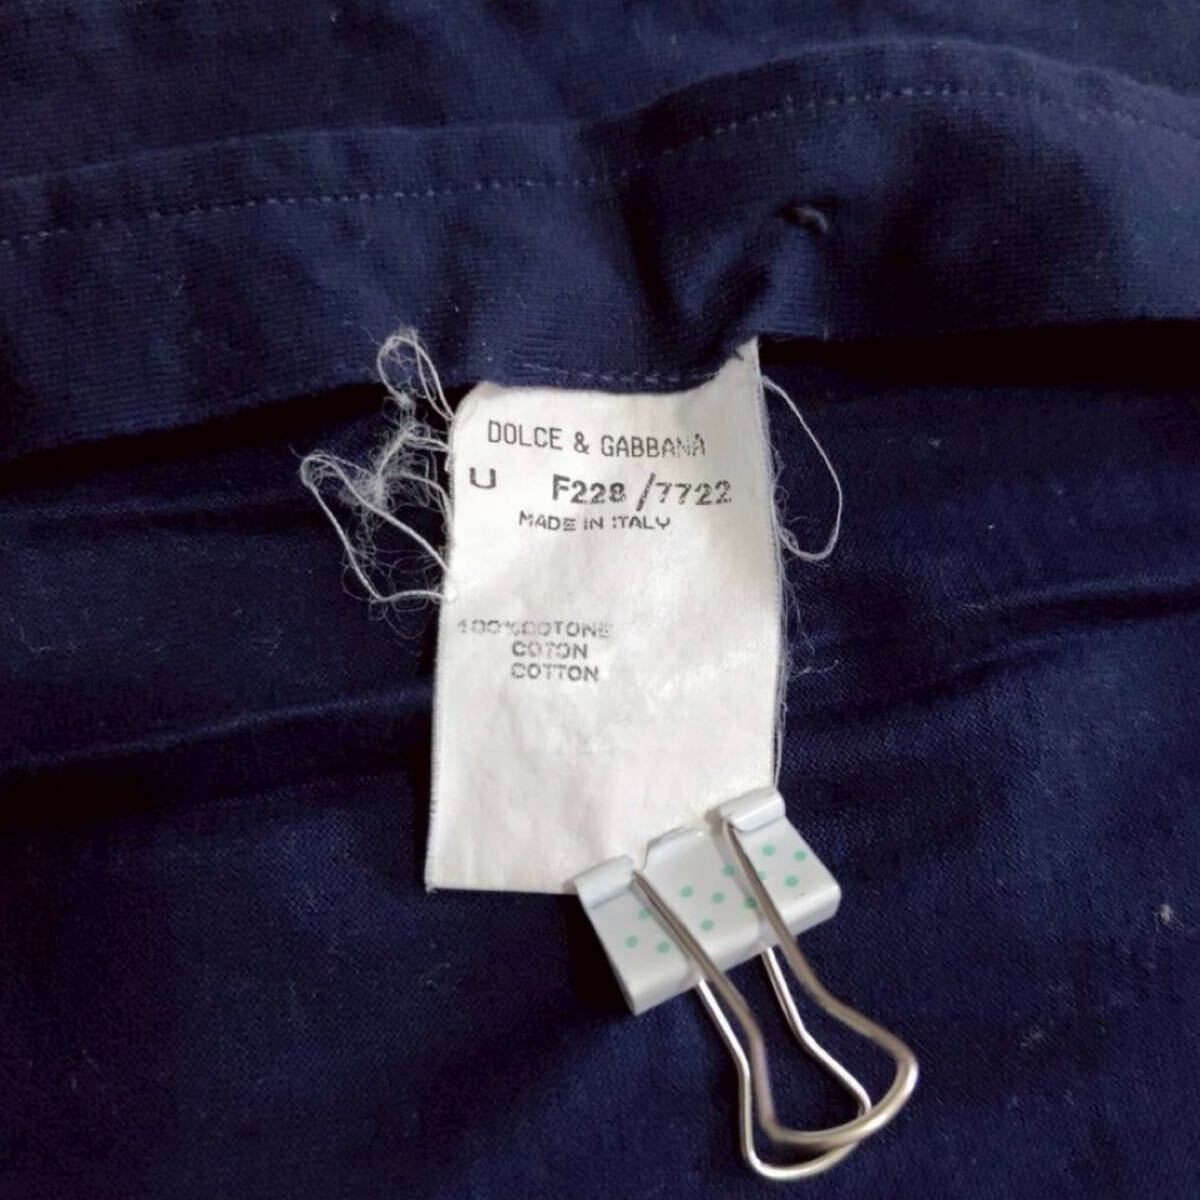 DOLCE & GABBANA
U F228/7722
MADE IN ITALY
100%COTONE
COTON
COTTON